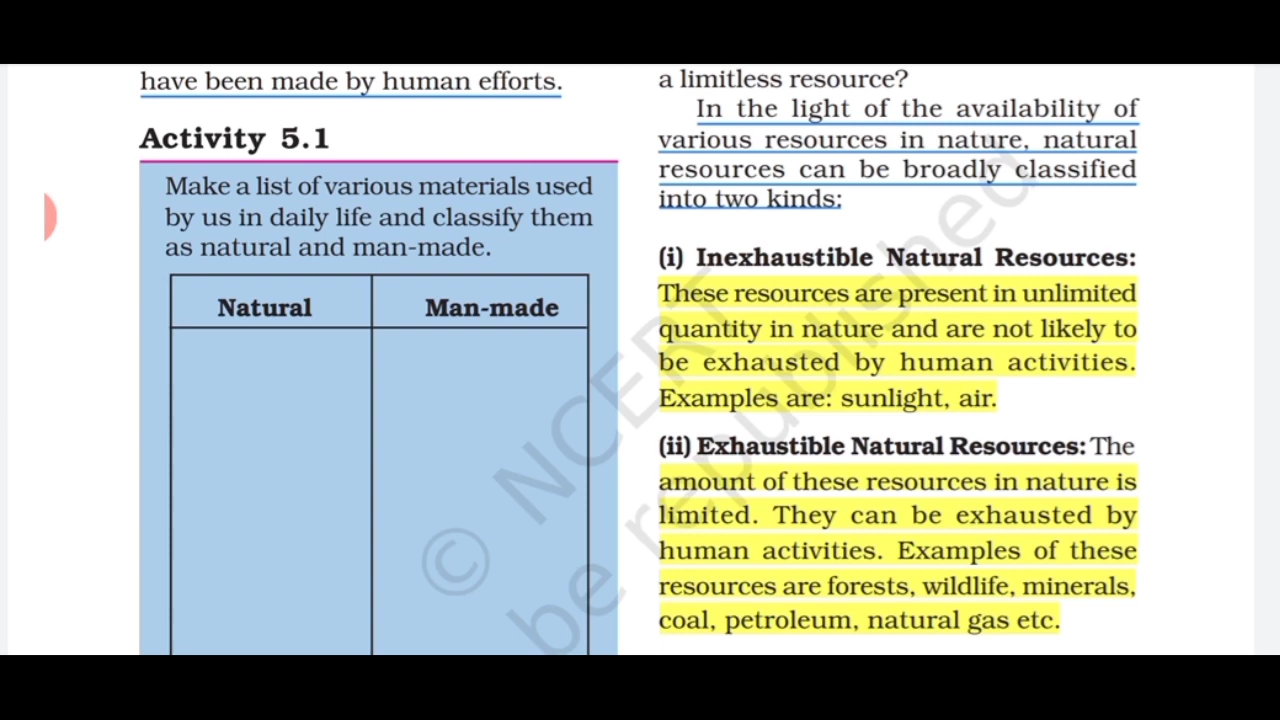 have been made by human efforts.
Activity 5.1
Make a list of various materials used
by us in daily life and classify them
as natural and man-made.
Natural Man-made
a limitless resource?
In the light of the availability of
various resources in nature, natural
resources can be broadly classified
into two kinds:
(i) Inexhaustible Natural Resources:
These resources are present in unlimited
quantity in nature and are not likely to
be exhausted by human activities.
Examples are: sunlight, air.
(ii) Exhaustible Natural Resources: The
amount of these resources in nature is
limited. They can be exhausted by
human activities. Examples of these
resources are forests, wildlife, minerals,
coal, petroleum, natural gas etc.
© NCERT
be republished